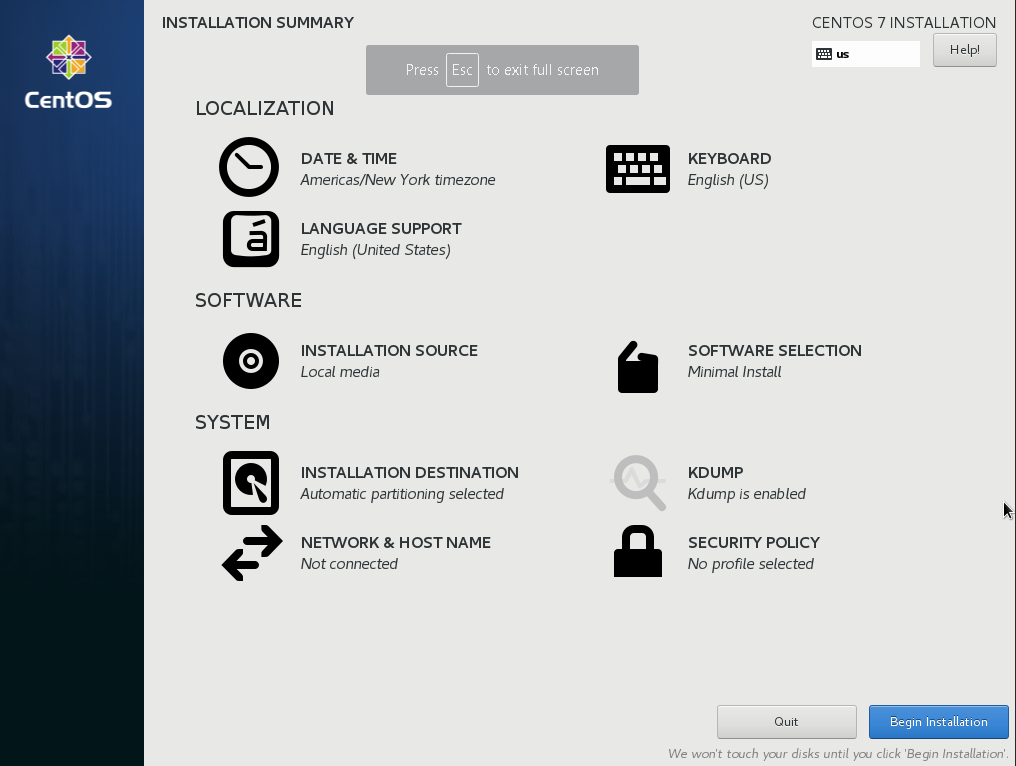 CentOS
INSTALLATION SUMMARY
CENTOS 7 INSTALLATION
us
Help!
Press Esc to exit full screen
LOCALIZATION
DATE & TIME
Americas/New York timezone
KEYBOARD
English (US)
á
LANGUAGE SUPPORT
English (United States)
SOFTWARE
INSTALLATION SOURCE
Local media
SOFTWARE SELECTION
Minimal Install
SYSTEM
INSTALLATION DESTINATION
Automatic partitioning selected
KDUMP
Kdump is enabled
NETWORK & HOST NAME
Not connected
SECURITY POLICY
No profile selected
Quit
Begin Installation
We won't touch your disks until you click 'Begin Installation'.